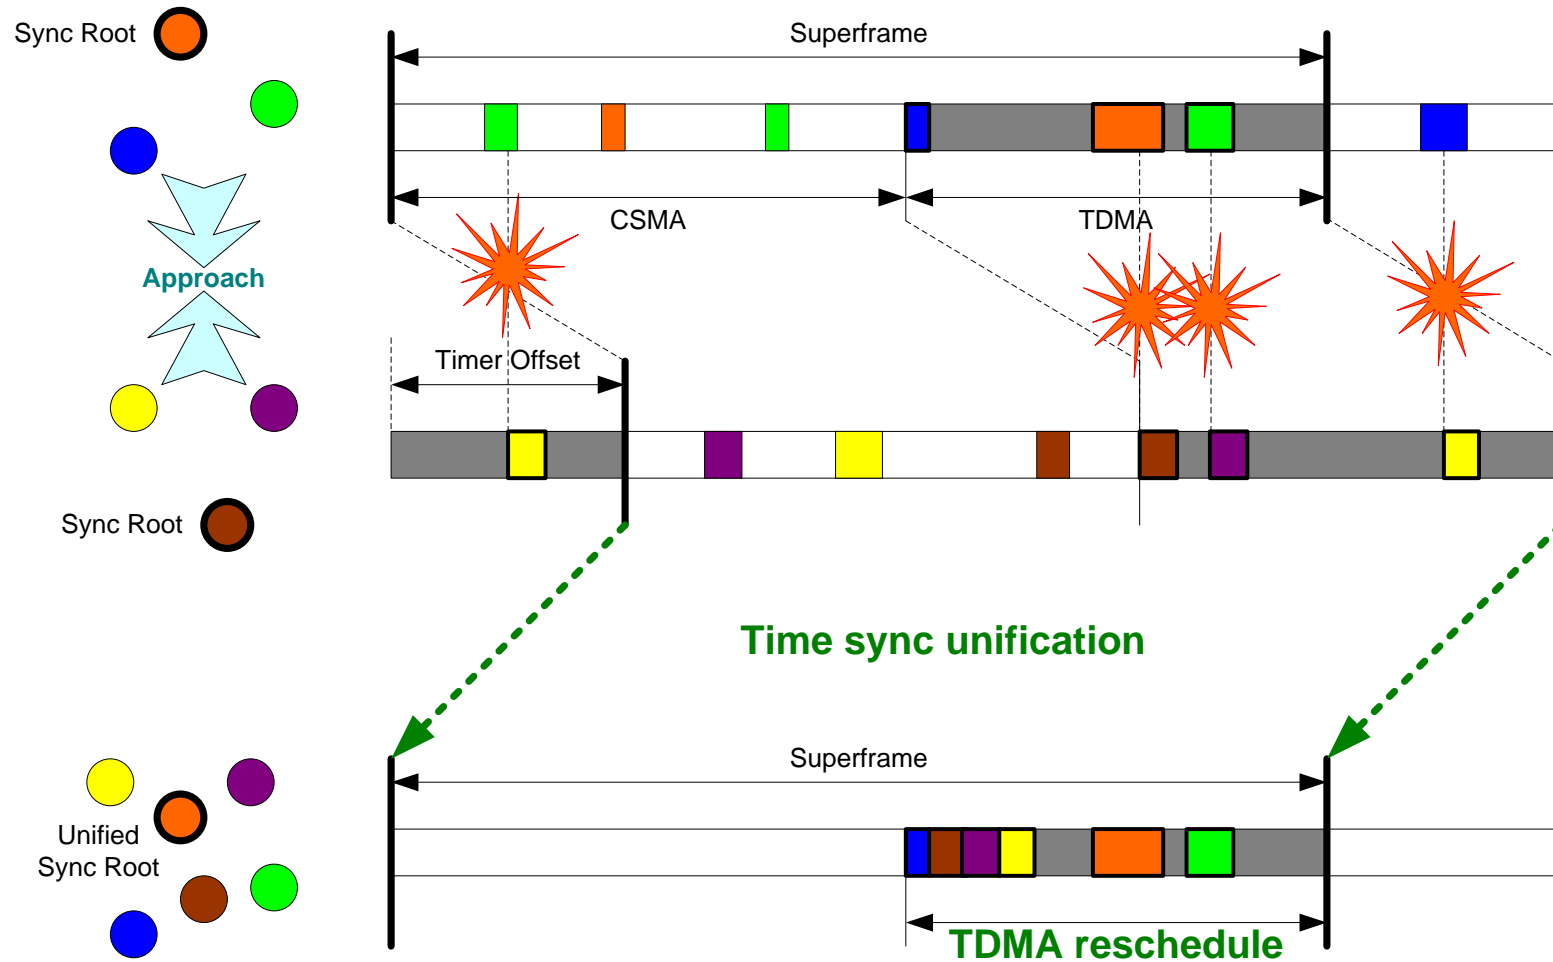 Sync Root
Superframe
CSMA
TDMA
Approach
Timer Offset
Sync Root
Time sync unification
Superframe
Unified
Sync Root
TDMA reschedule